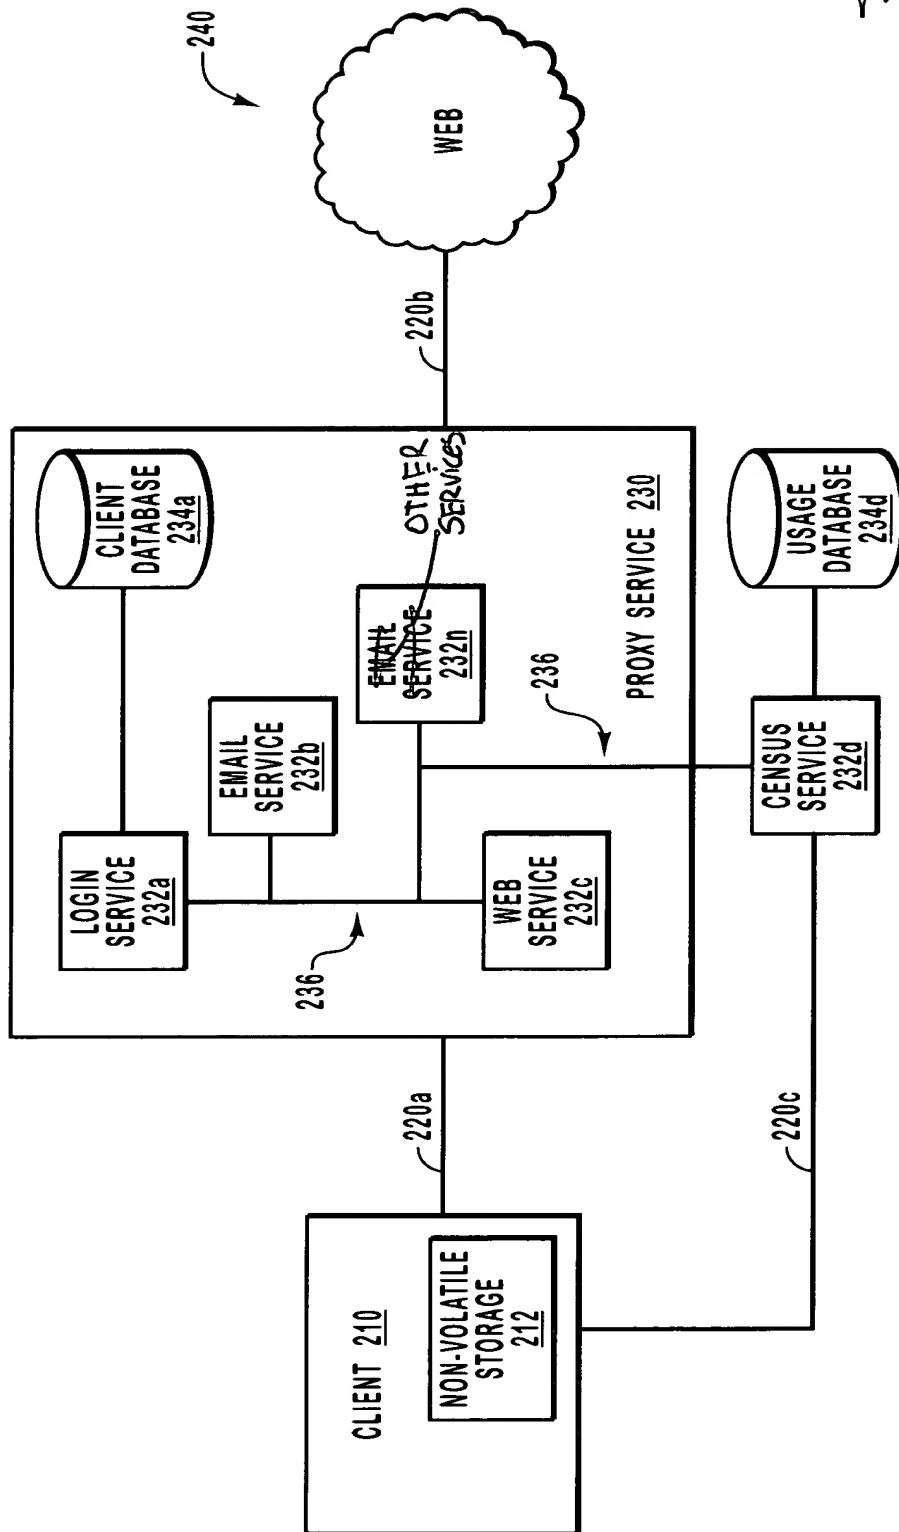 CLIENT 210
NON-VOLATILE
STORAGE
212
220a
220c
236
LOGIN
SERVICE
232a
EMAIL
SERVICE
232b
WEB
SERVICE
232c
EMAIL
SERVICE
232n
OTHER
SERVICES
CLIENT
DATABASE
234a
236
PROXY SERVICE 230
CENSUS
SERVICE
232d
USAGE
DATABASE
234d
220b
WEB
240